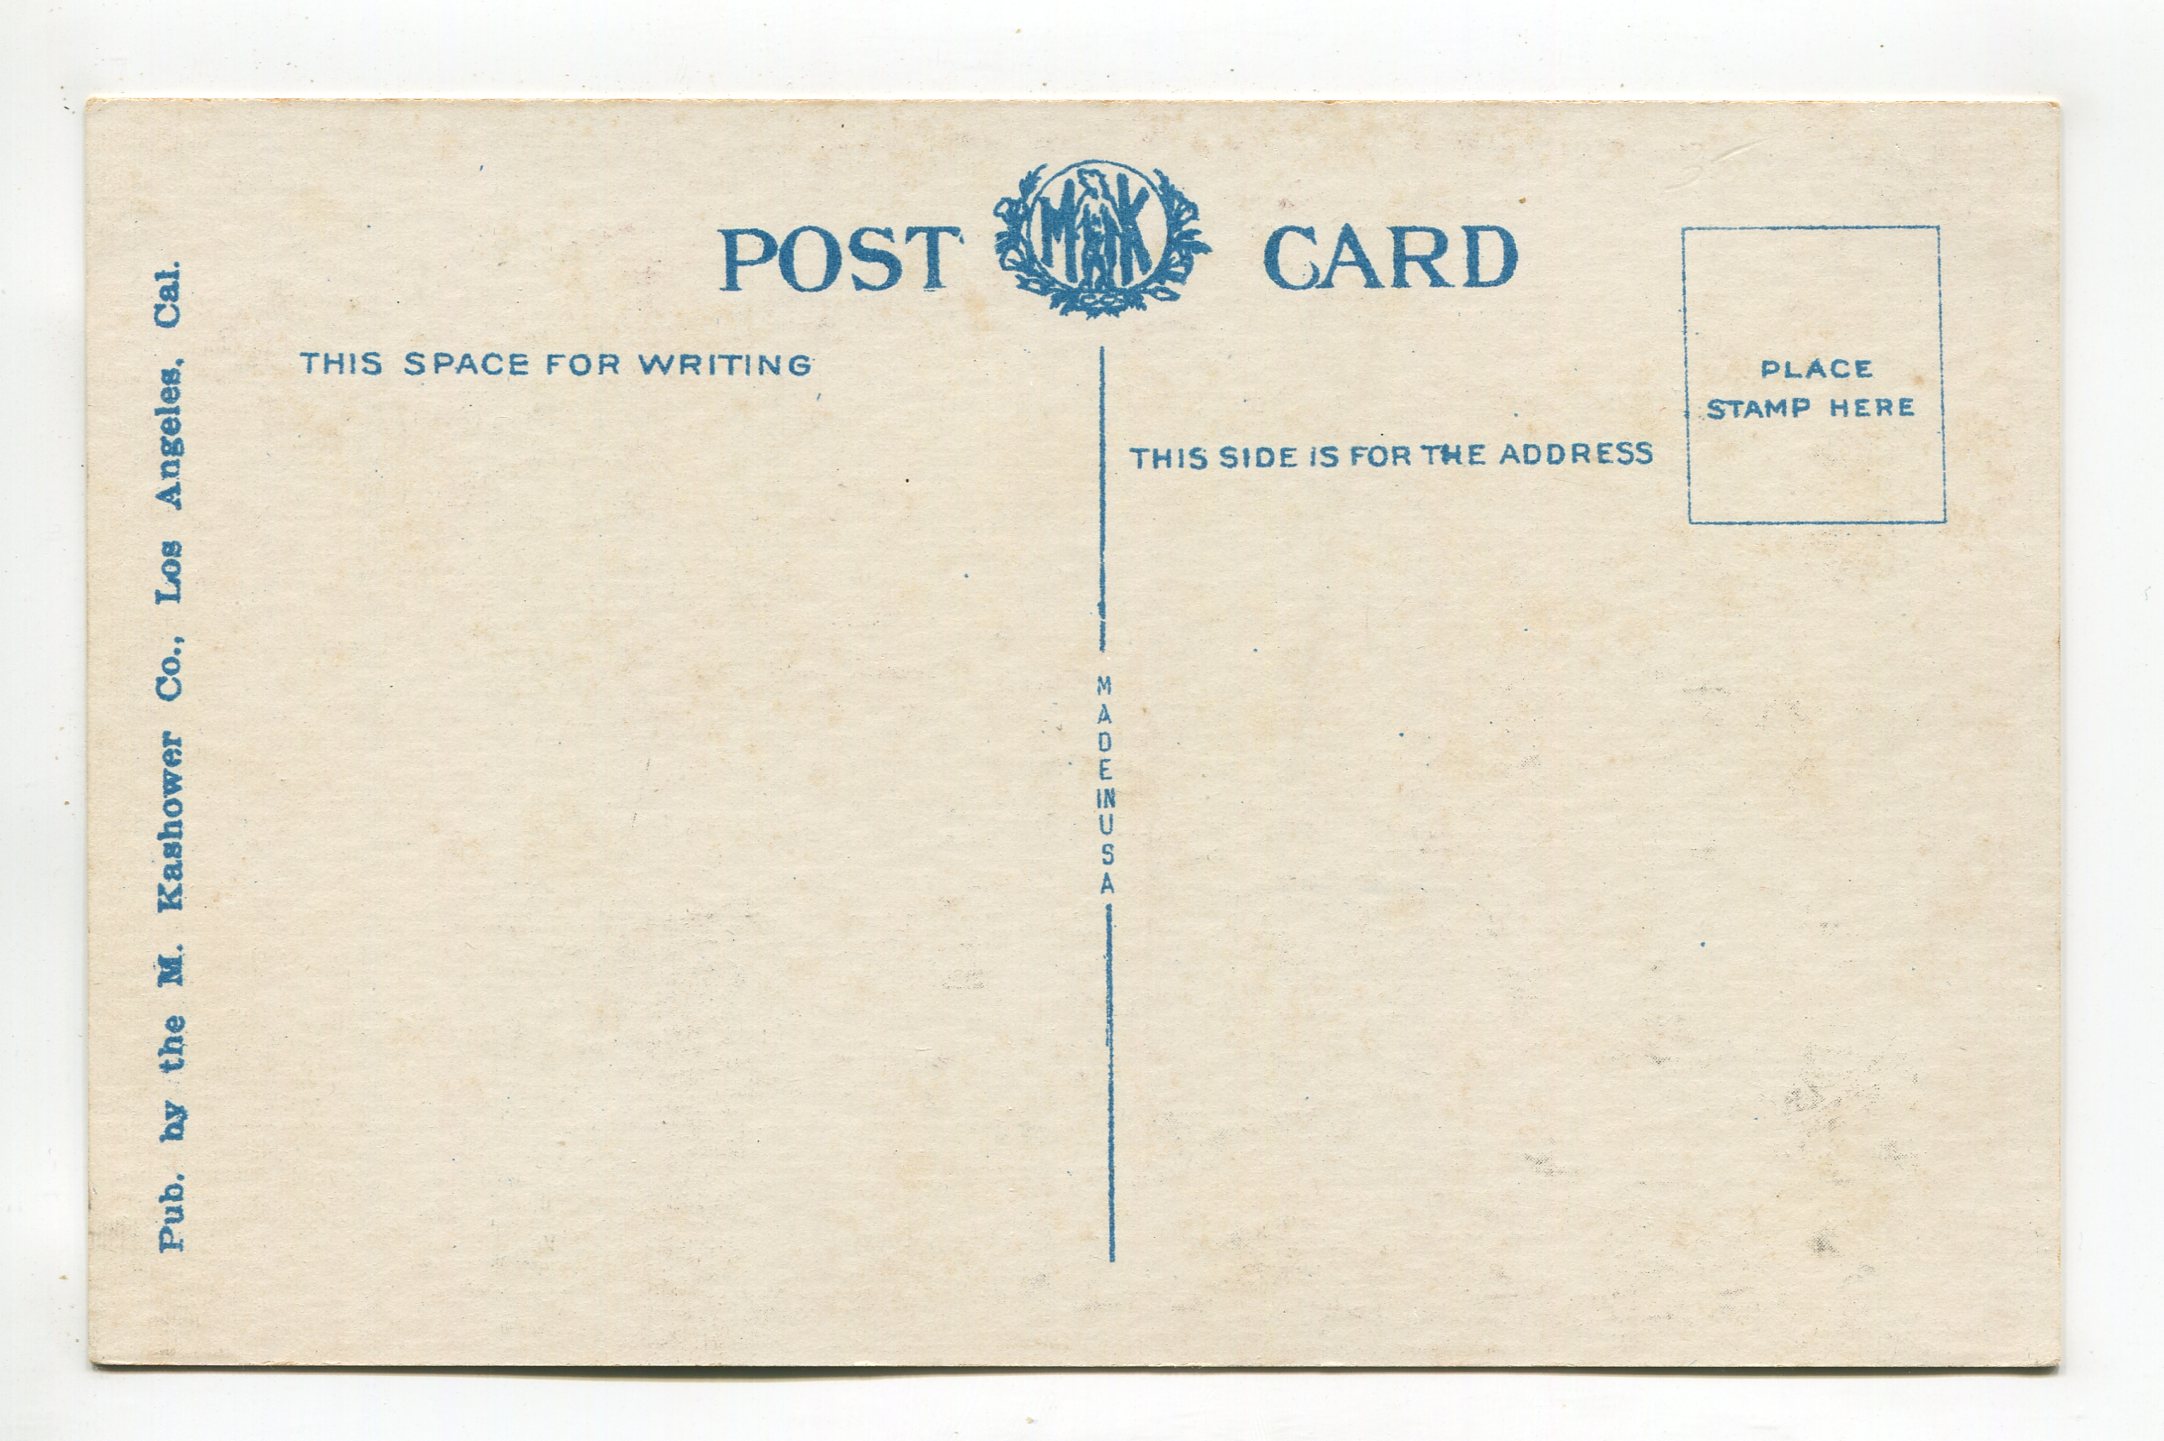 POST MK CARD
THIS SPACE FOR WRITING
PLACE
STAMP HERE
THIS SIDE IS FOR THE ADDRESS
MADE IN USA
Pub. by the M. Kashower Co., Los Angeles, Cal.